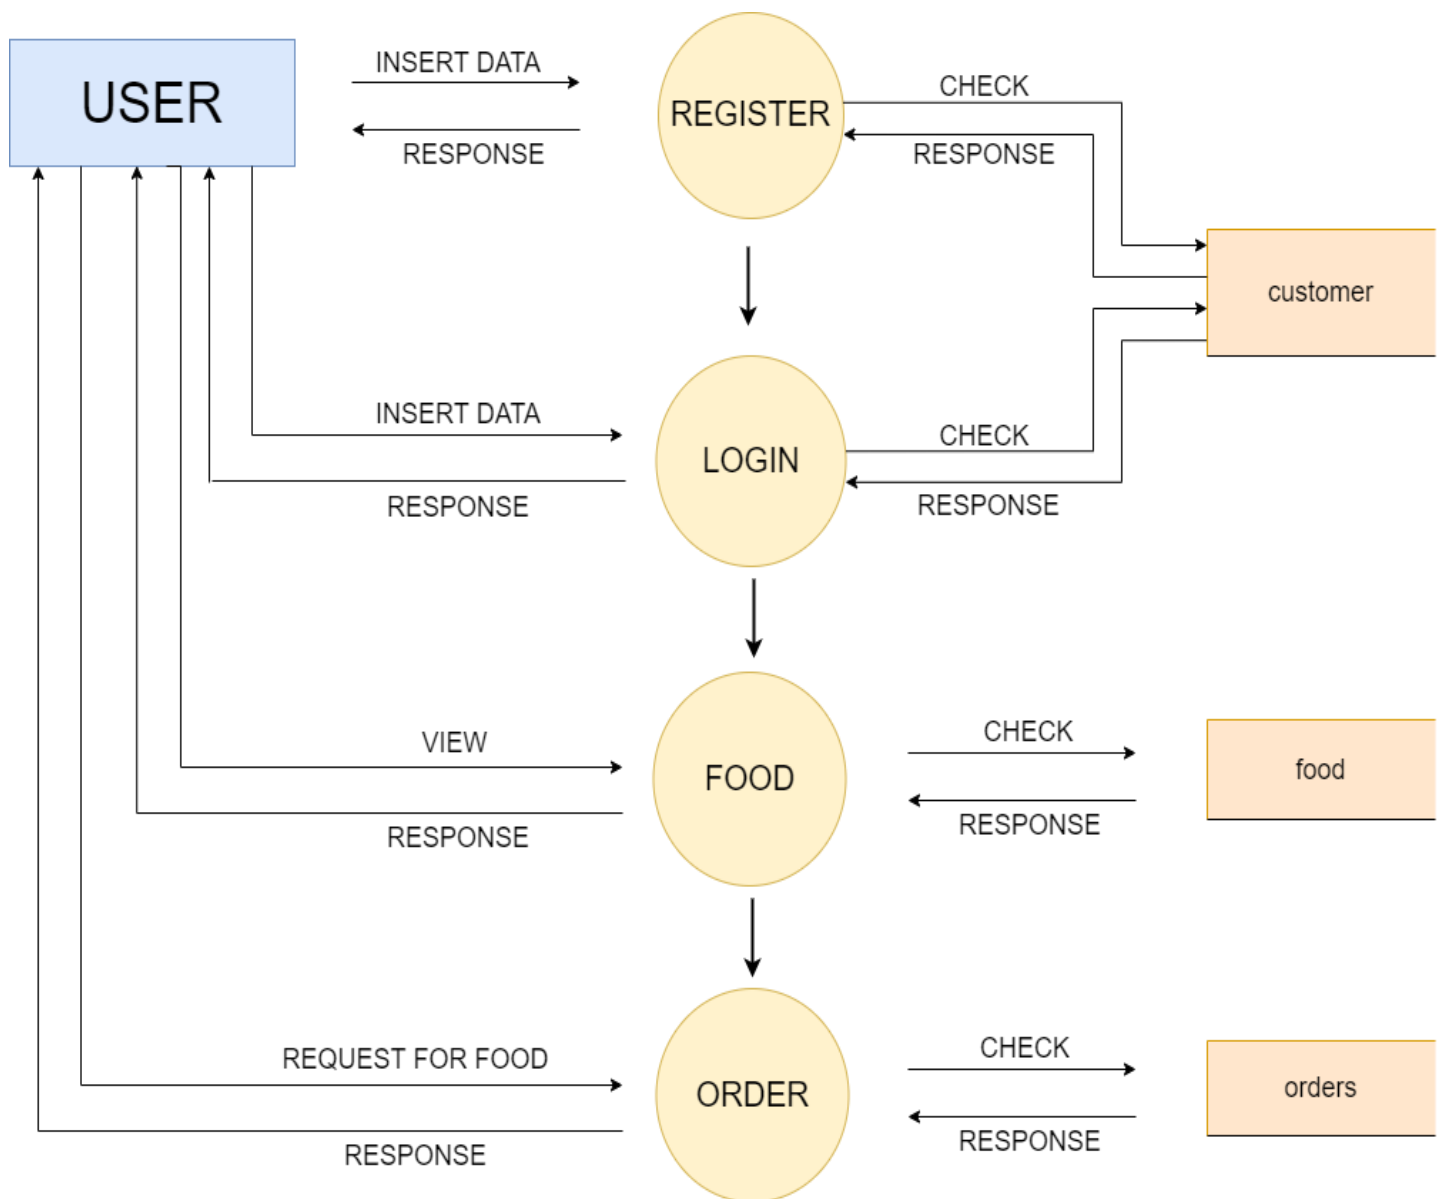 USER
INSERT DATA
RESPONSE
REGISTER
CHECK
RESPONSE
customer
INSERT DATA
RESPONSE
LOGIN
CHECK
RESPONSE
VIEW
RESPONSE
FOOD
CHECK
RESPONSE
food
REQUEST FOR FOOD
RESPONSE
ORDER
CHECK
RESPONSE
orders